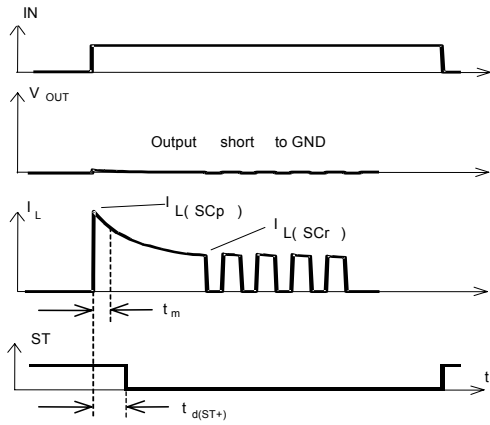 IN
V OUT
Output short to GND
I L
I L( SCp )
I L( SCr )
t m
ST
t
t d(ST+)